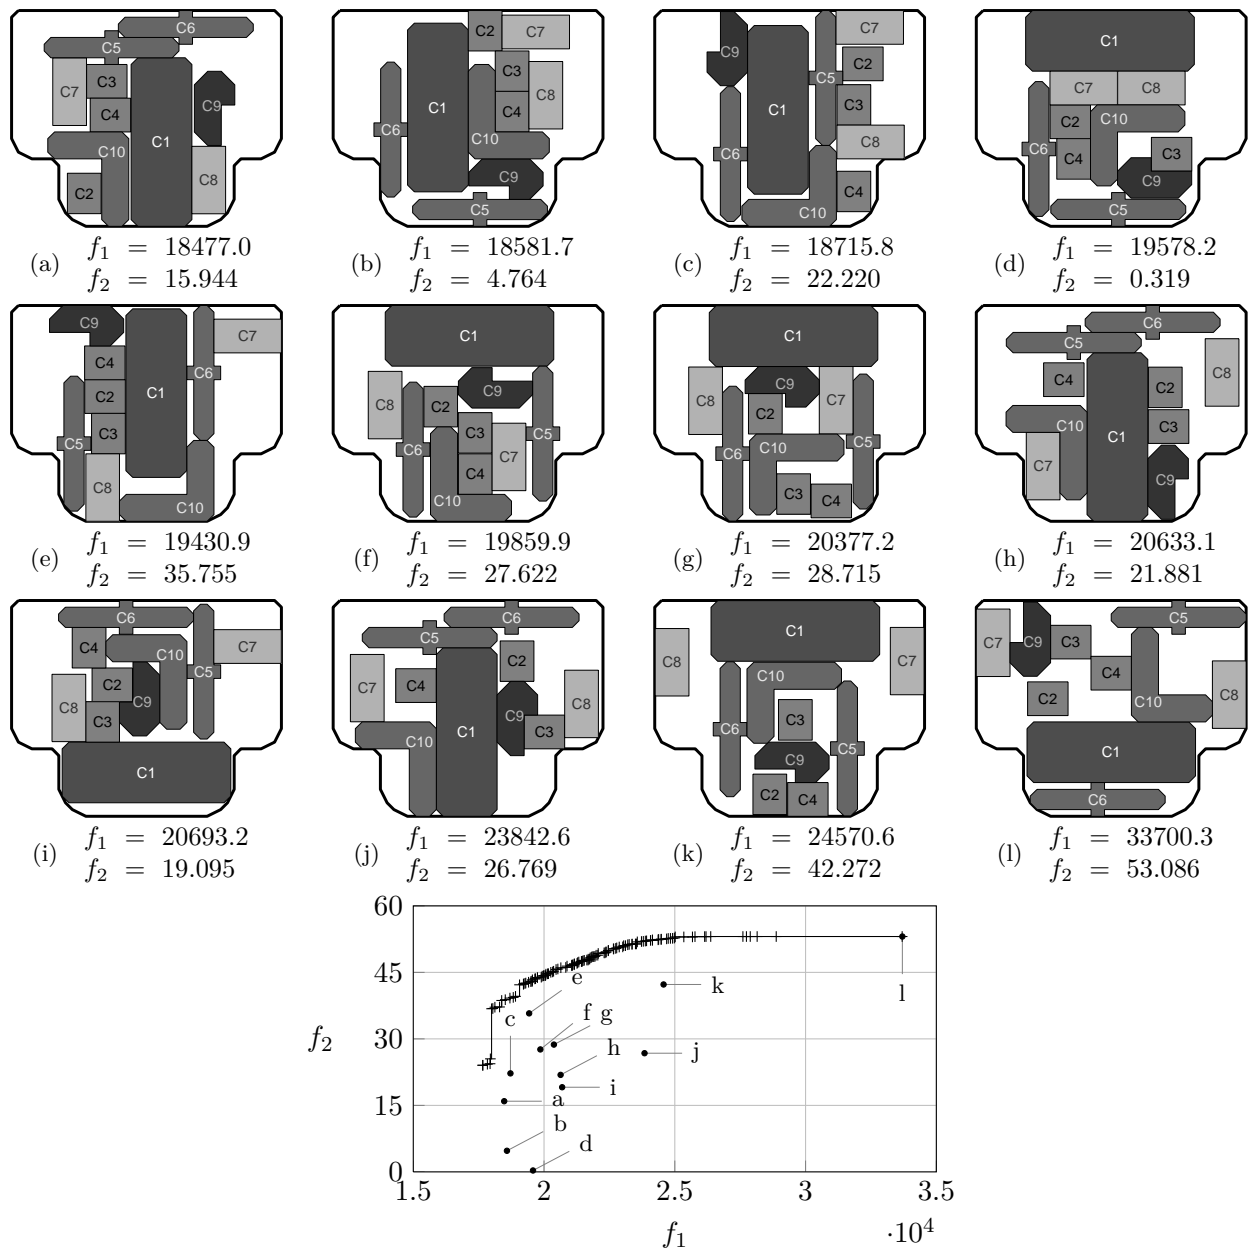 C6
C5
C7 C3 C9
C4 C1
C10
C2 C8
(a) f1 = 18477.0
f2 = 15.944
C2 C7
C3 C8
C1 C4
C6 C10
C9
C5
(b) f1 = 18581.7
f2 = 4.764
C9 C7
C5 C2
C1 C3
C6 C8
C10 C4
(c) f1 = 18715.8
f2 = 22.220
C1
C7 C8
C2 C10
C6 C4 C3
C9
C5
(d) f1 = 19578.2
f2 = 0.319
C9 C7
C4 C6
C2 C1
C5 C3
C8 C10
(e) f1 = 19430.9
f2 = 35.755
C1
C9
C8 C2
C3 C5
C6 C4 C7
C10
(f) f1 = 19859.9
f2 = 27.622
C1
C9
C8 C2 C7
C6 C10 C5
C3 C4
(g) f1 = 20377.2
f2 = 28.715
C6
C5
C4 C2 C8
C10 C1 C3
C7 C9
(h) f1 = 20633.1
f2 = 21.881
C6
C4 C10 C7
C2 C9 C5
C8 C3
C1
(i) f1 = 20693.2
f2 = 19.095
C6
C5
C2
C7 C4 C8
C10 C1 C9 C3
(j) f1 = 23842.6
f2 = 26.769
C1
C8 C7
C10
C6 C3 C5
C9
C2 C4
(k) f1 = 24570.6
f2 = 42.272
C5
C7 C9 C3
C4
C2 C10 C8
C1
C6
(l) f1 = 33700.3
f2 = 53.086
60
45
30
15
0
f2
e
k
l
c f g
h j
i
a
b
d
1.5 2 2.5 3 3.5
f1 ·10^4